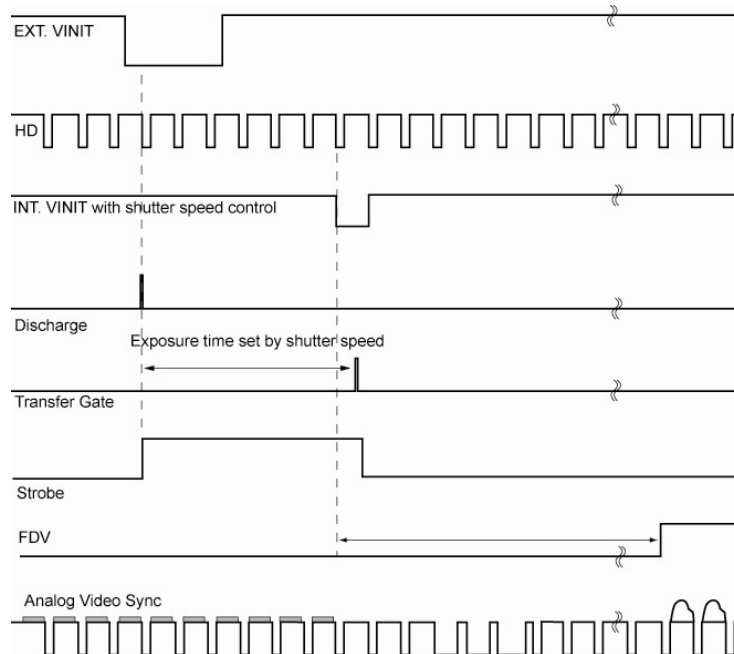 EXT. VINIT
HD
INT. VINIT with shutter speed control
Discharge
Exposure time set by shutter speed
Transfer Gate
Strobe
FDV
Analog Video Sync